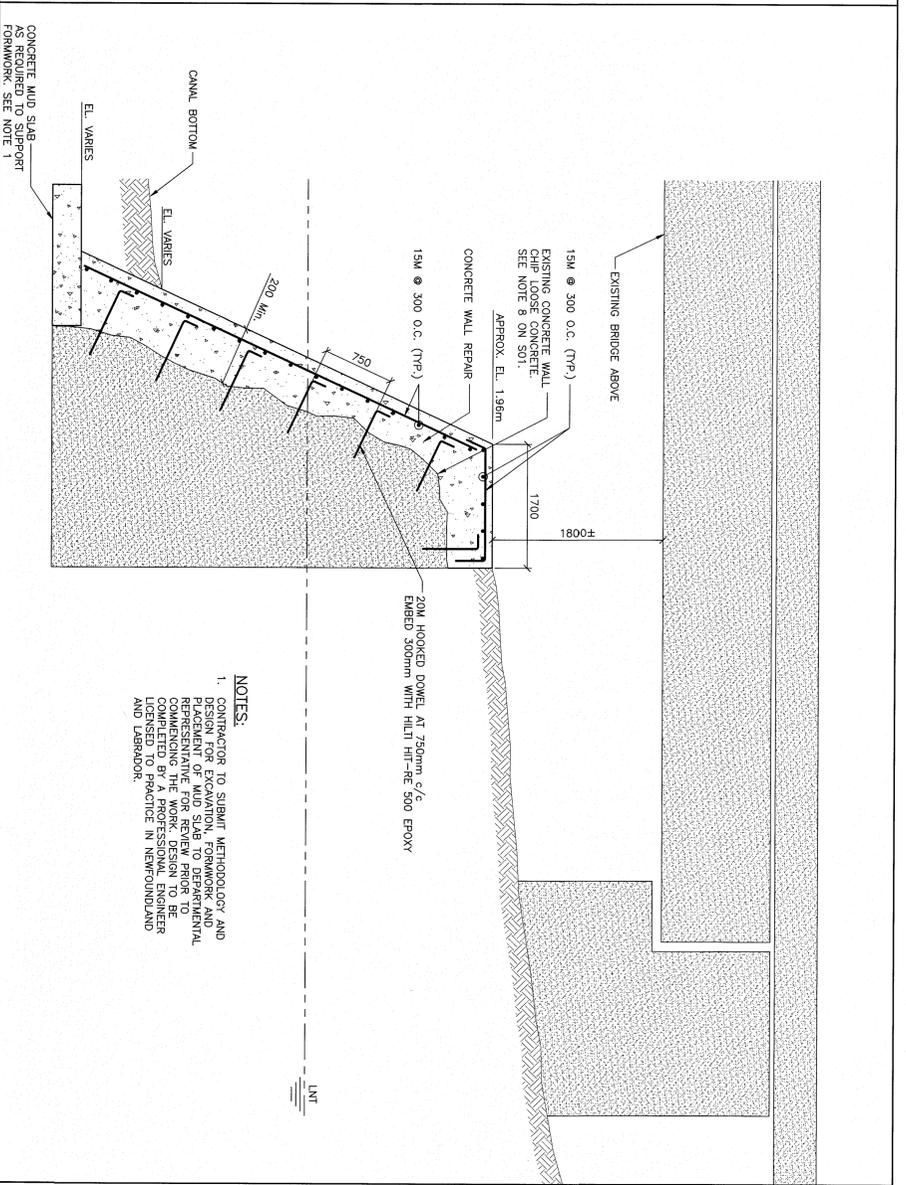 EXISTING BRIDGE ABOVE
15M @ 300 O.C. (TYP.)
EXISTING CONCRETE WALL
CHIP LOOSE CONCRETE.
SEE NOTE 8 ON S01.
APPROX. EL. 1.96m
CONCRETE WALL REPAIR
15M @ 300 O.C. (TYP.)
1700
1800±
750
200 Min.
20M HOOKED DOWEL AT 750mm c/c
EMBED 300mm WITH HILTI HIT-RE 500 EPOXY
CANAL BOTTOM
EL. VARIES
EL. VARIES
CONCRETE MUD SLAB
AS REQUIRED TO SUPPORT
FORMWORK. SEE NOTE 1
LNT
NOTES:
1. CONTRACTOR TO SUBMIT METHODOLOGY AND
DESIGN FOR EXCAVATION, FORMWORK AND
PLACEMENT OF MUD SLAB TO DEPARTMENTAL
REPRESENTATIVE FOR REVIEW PRIOR TO
COMMENCING THE WORK. DESIGN TO BE
COMPLETED BY A PROFESSIONAL ENGINEER
LICENSED TO PRACTICE IN NEWFOUNDLAND
AND LABRADOR.